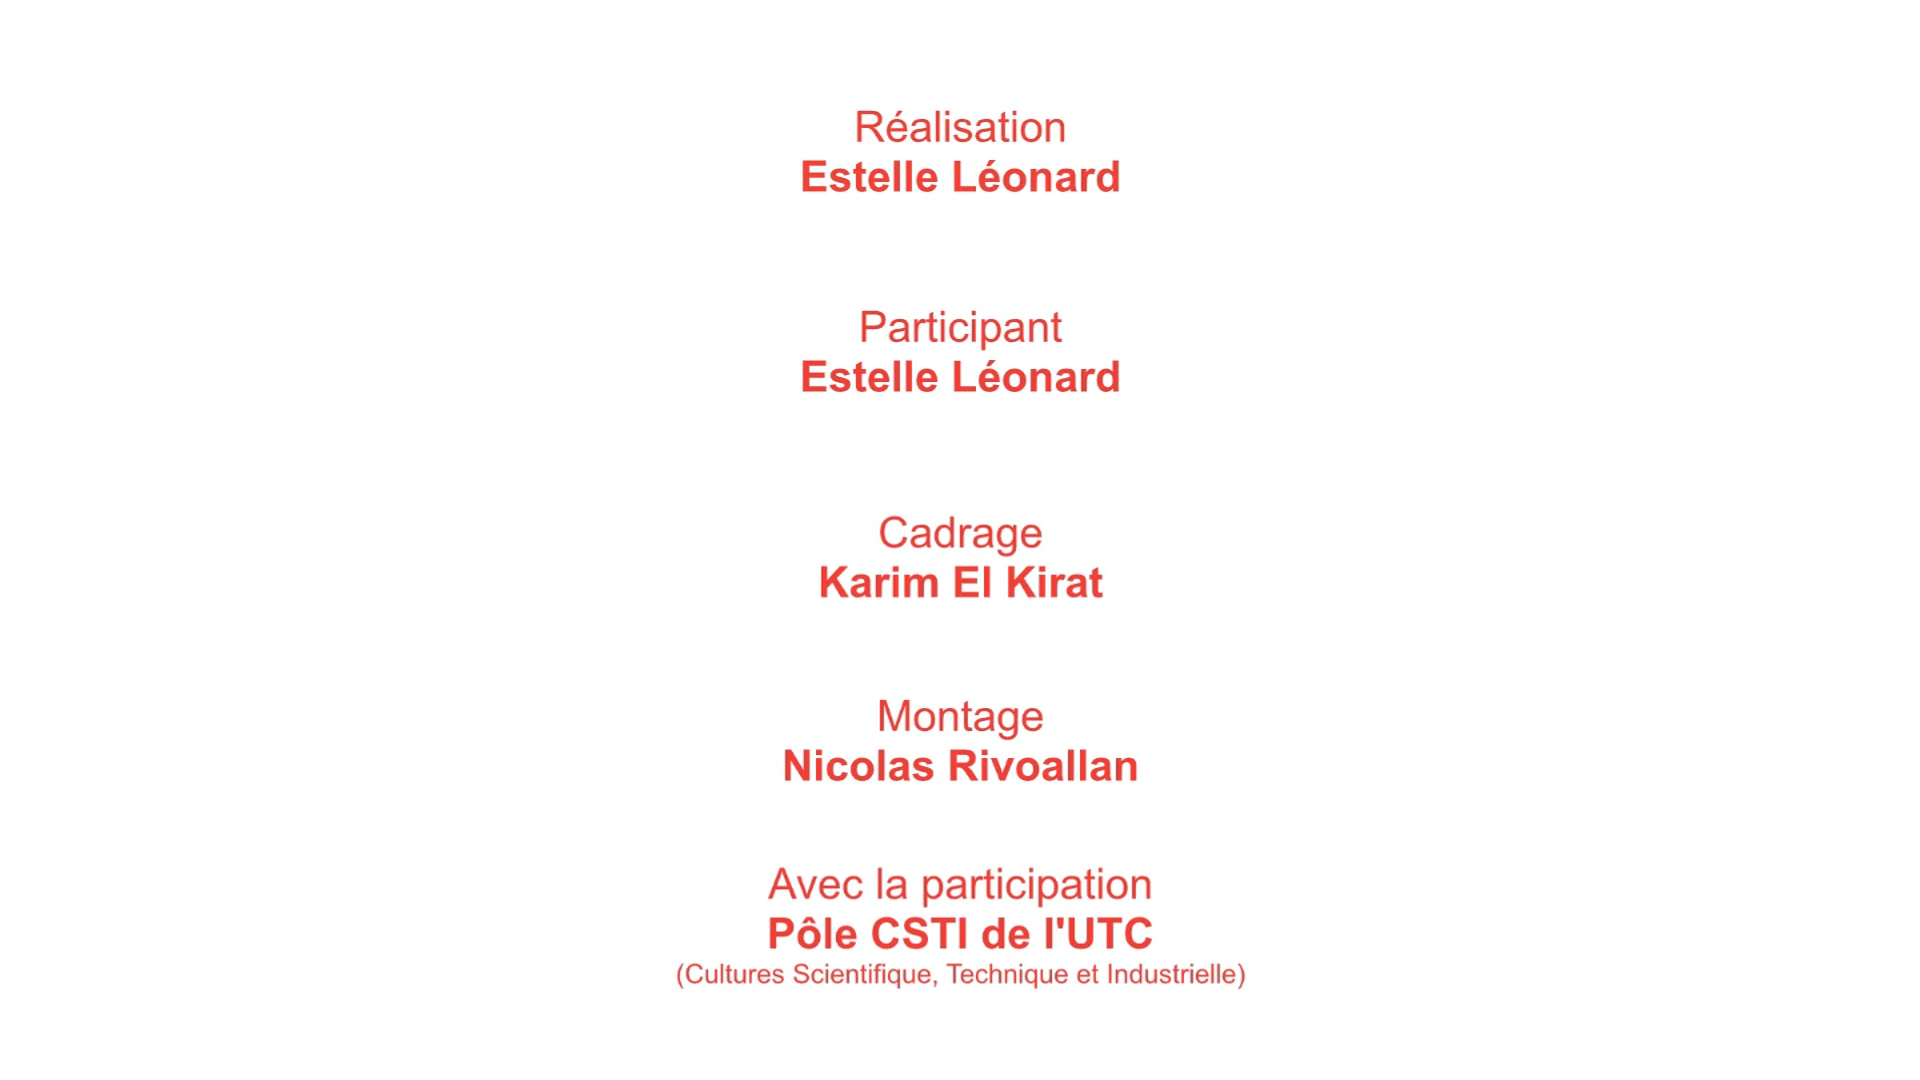 Réalisation
Estelle Léonard
Participant
Estelle Léonard
Cadrage
Karim El Kirat
Montage
Nicolas Rivoallan
Avec la participation
Pôle CSTI de l'UTC
(Cultures Scientifique, Technique et Industrielle)